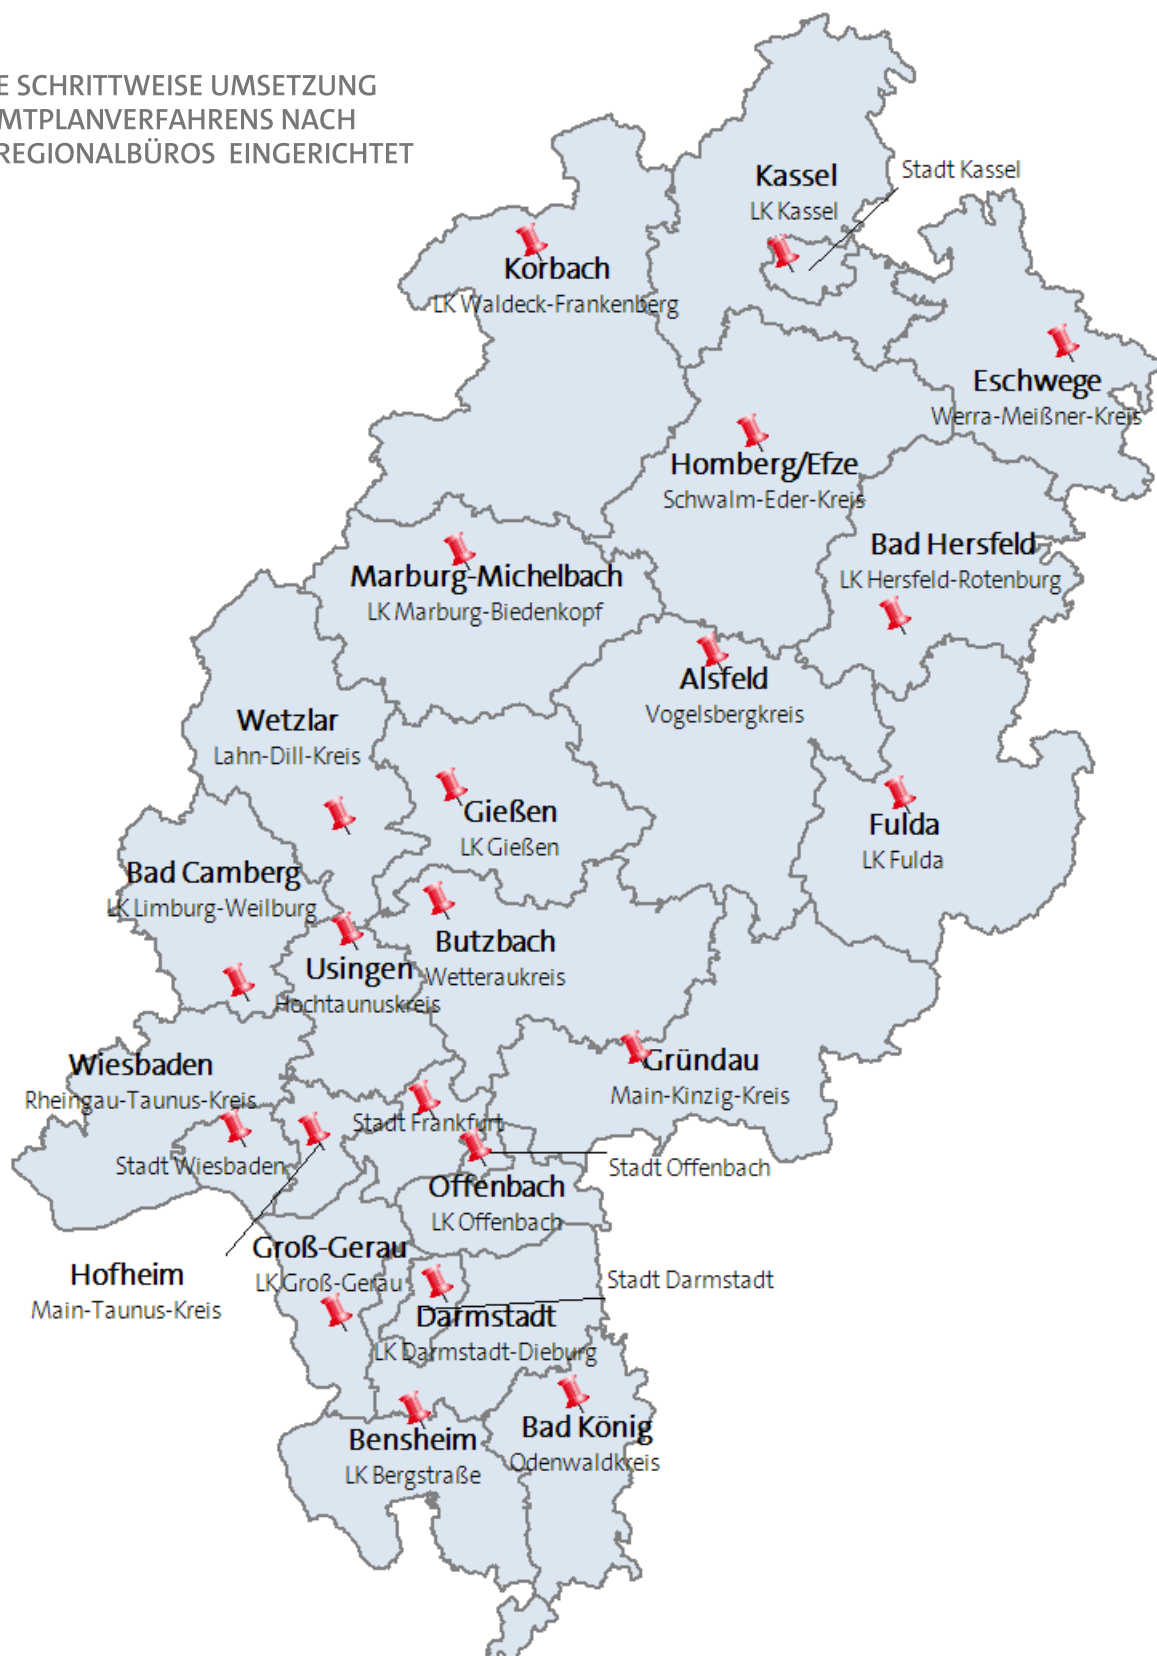 E SCHRITTWEISE UMSETZUNG
MTPLANVERFAHRENS NACH
REGIONALBÜROS EINGERICHTET
Kassel
LK Kassel
Stadt Kassel
Korbach
LK Waldeck-Frankenberg
Eschwege
Werra-Meißner-Kreis
Homberg/Efze
Schwalm-Eder-Kreis
Bad Hersfeld
LK Hersfeld-Rotenburg
Marburg-Michelbach
LK Marburg-Biedenkopf
Alsfeld
Vogelsbergkreis
Wetzlar
Lahn-Dill-Kreis
Gießen
LK Gießen
Fulda
LK Fulda
Bad Camberg
LK Limburg-Weilburg
Butzbach
Wetteraukreis
Usingen
Hochtaunuskreis
Wiesbaden
Rheingau-Taunus-Kreis
Gründau
Main-Kinzig-Kreis
Stadt Frankfurt
Stadt Wiesbaden
Stadt Offenbach
Offenbach
LK Offenbach
Groß-Gerau
LK Groß-Gerau
Hofheim
Main-Taunus-Kreis
Stadt Darmstadt
Darmstadt
LK Darmstadt-Dieburg
Bad König
Odenwaldkreis
Bensheim
LK Bergstraße